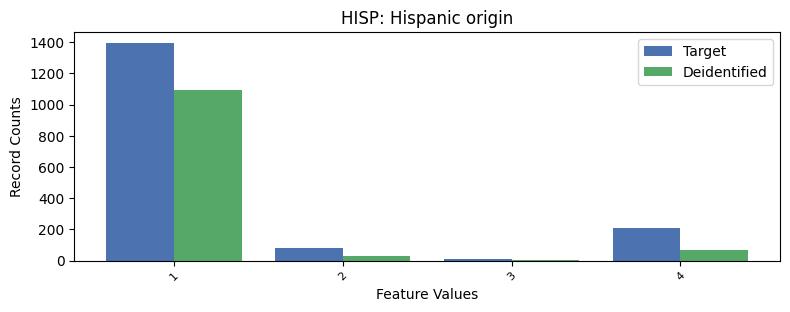 HISP: Hispanic origin
Target
Deidentified
Record Counts
1400
1200
1000
800
600
400
200
0
1
2
3
4
Feature Values